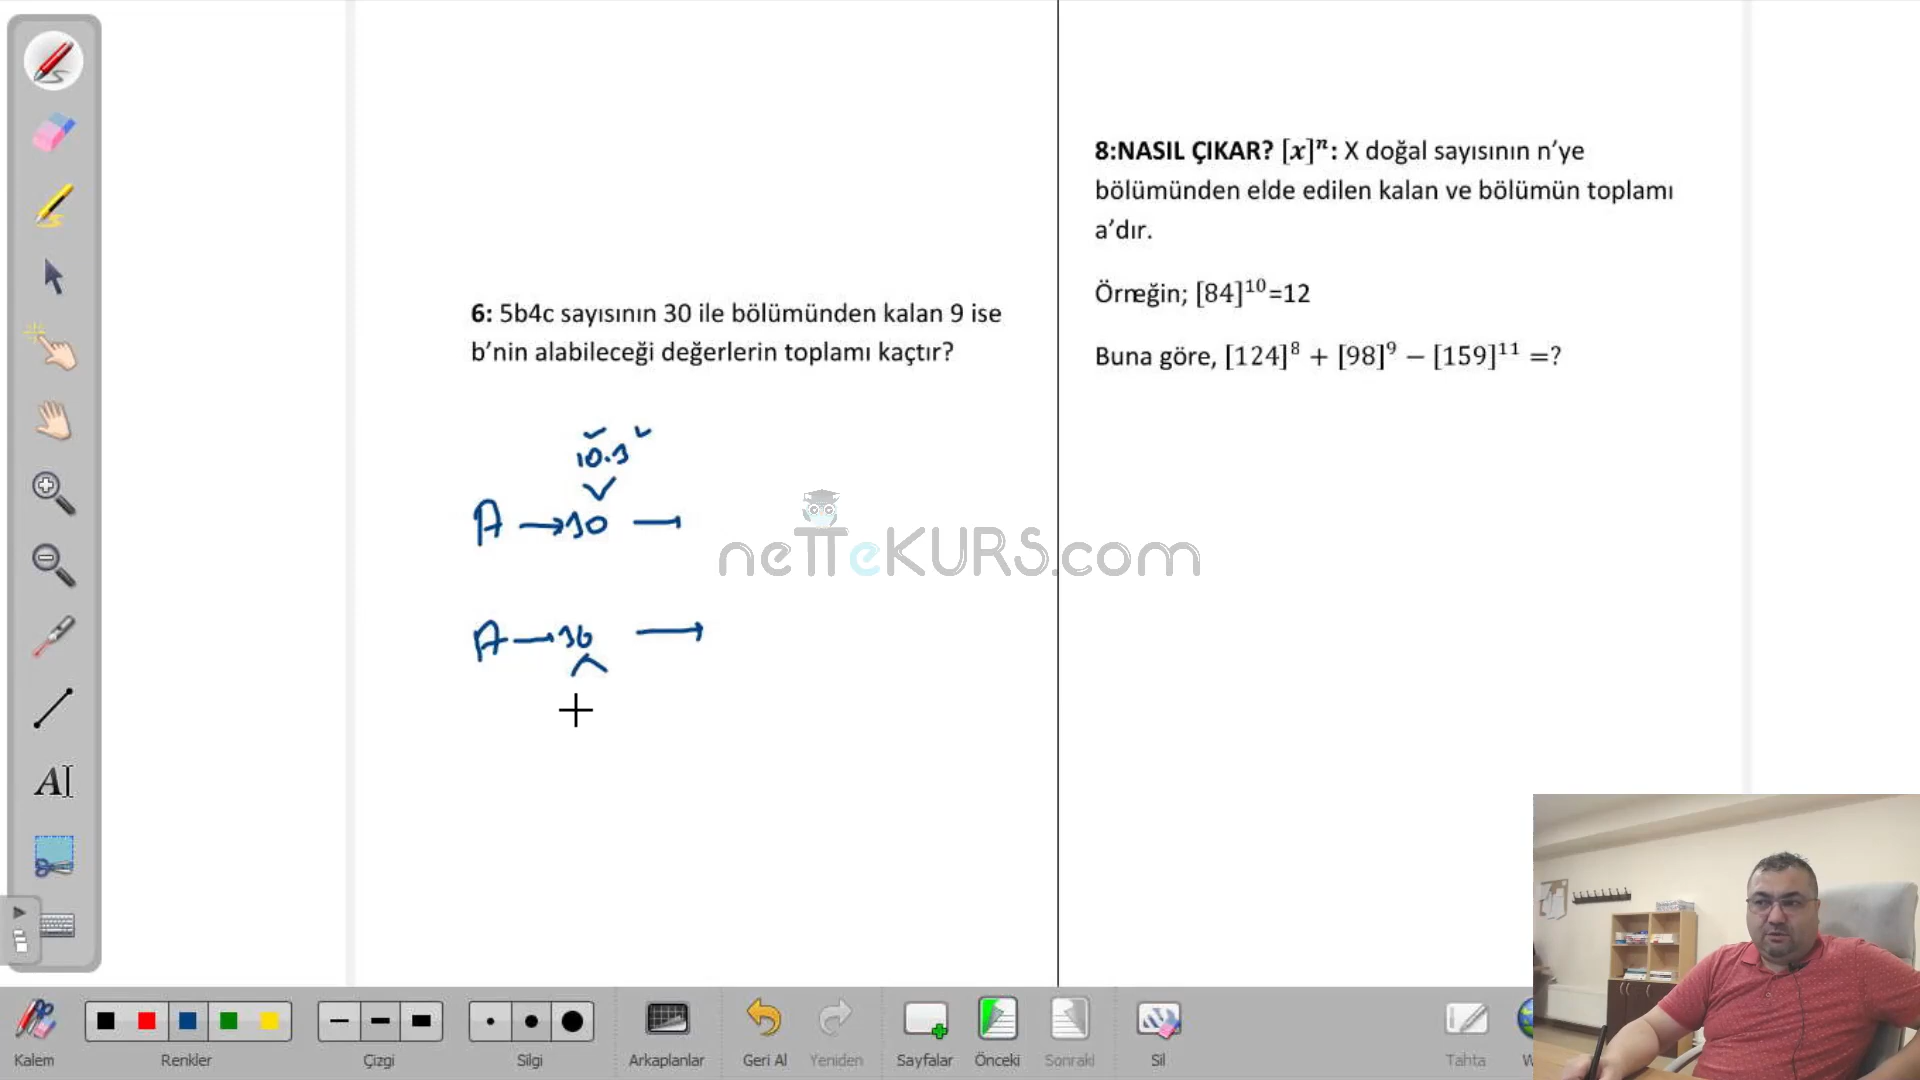 6: 5b4c sayısının 30 ile bölümünden kalan 9 ise
b’nin alabileceği değerlerin toplamı kaçtır?
10.3
A → 30 →
A → 36 →
8:NASIL ÇIKAR? [x]ⁿ: X doğal sayısının n’ye
bölümünden elde edilen kalan ve bölümün toplamı
a’dır.
Örneğin; [84]¹⁰=12
Buna göre, [124]⁸ + [98]⁹ − [159]¹¹ =?
neTTeKURS.com
AI
Kalem
Renkler
Çizgi
Silgi
Arkaplanlar
Geri Al
Yeniden
Sayfalar
Önceki
Sonraki
Sil
Tahta